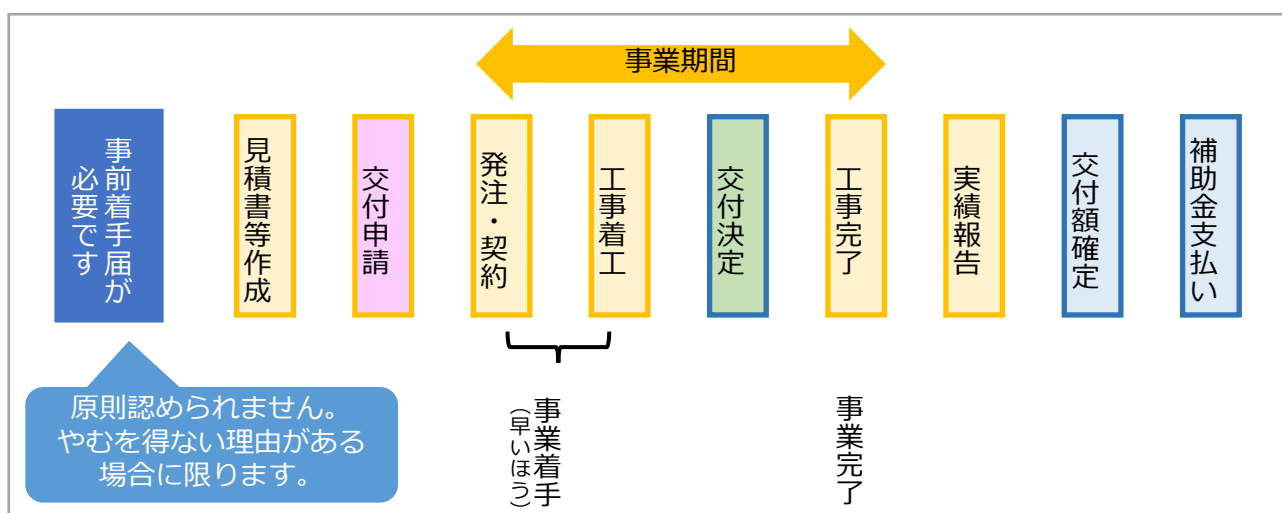 事業期間
事前着手届が
必要です
見積書等作成
交付申請
発注・契約
工事着工
交付決定
工事完了
実績報告
交付額確定
補助金支払い
原則認められません。
やむを得ない理由がある
場合に限ります。
事業着手
（早いほう）
事業完了